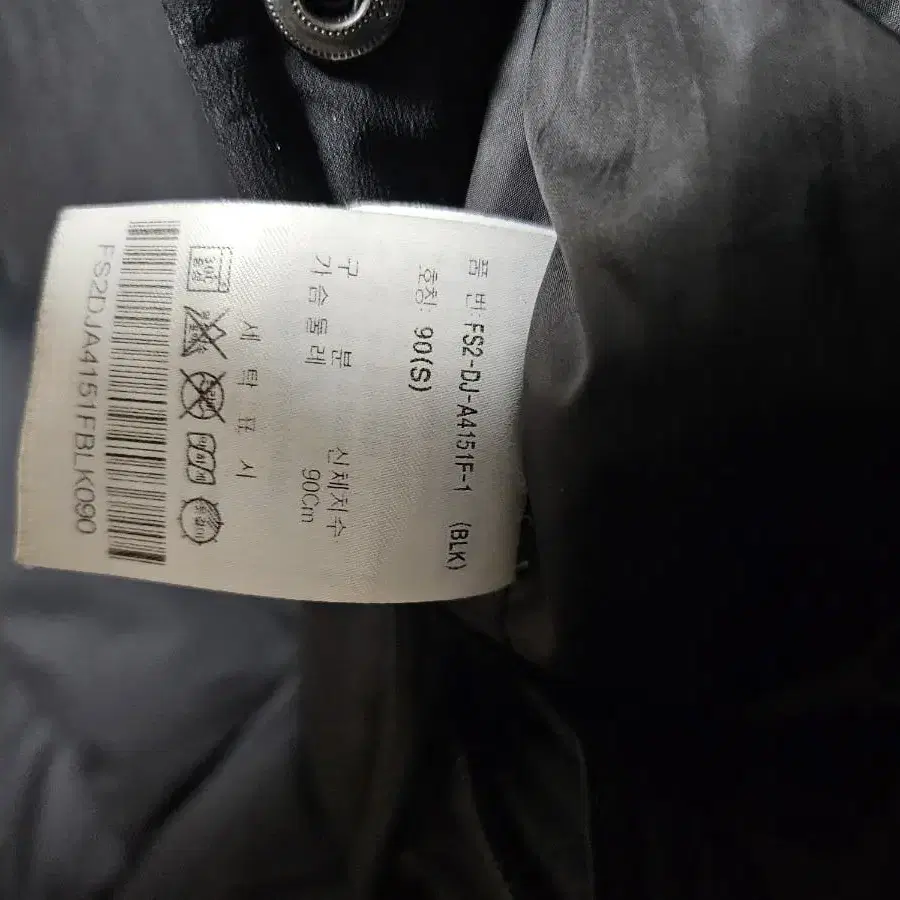 품 번: FS2-DJ-A4151F-1 (BLK)
호칭: 90(S)
구 분 신체치수
가슴둘레 90Cm
세 탁 표 시
FS2DJA4151FBLK090